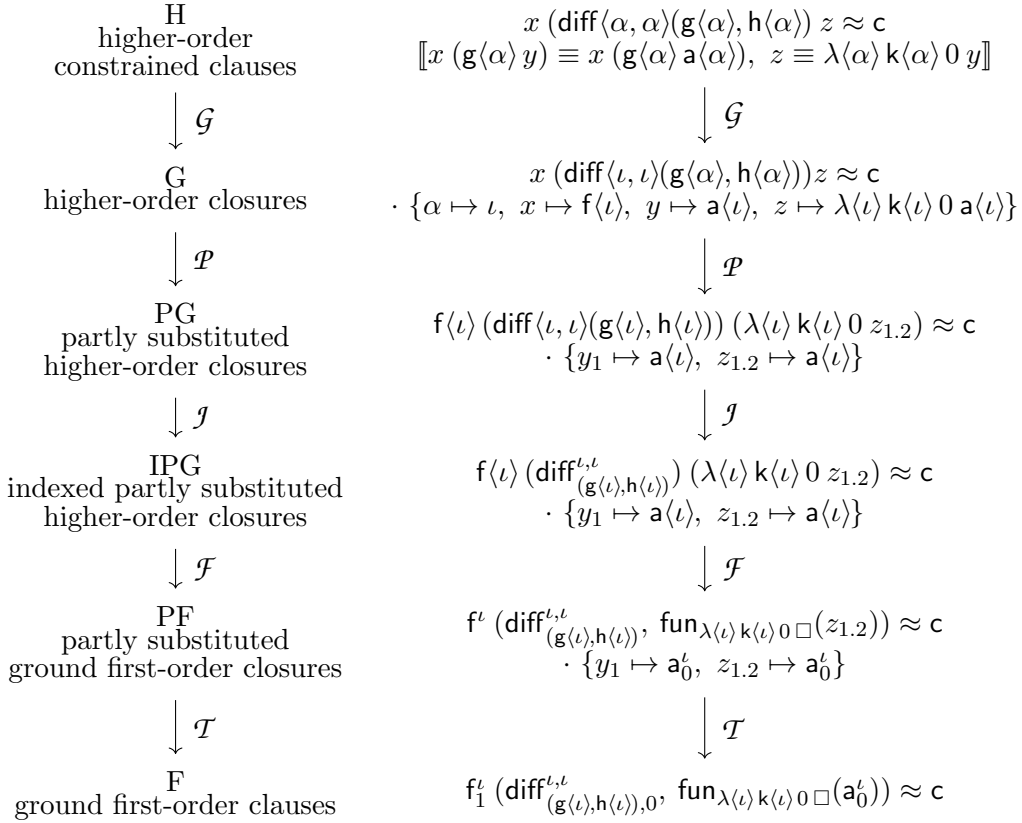 H
higher-order
constrained clauses
x (diff⟨α, α⟩(g⟨α⟩, h⟨α⟩) z ≈ c
⟦x (g⟨α⟩ y) ≡ x (g⟨α⟩ a⟨α⟩), z ≡ λ⟨α⟩ k⟨α⟩ 0 y⟧
𝒢
𝒢
G
higher-order closures
x (diff⟨ι, ι⟩(g⟨α⟩, h⟨α⟩))z ≈ c
· {α ↦ ι, x ↦ f⟨ι⟩, y ↦ a⟨ι⟩, z ↦ λ⟨ι⟩ k⟨ι⟩ 0 a⟨ι⟩}
𝒫
𝒫
PG
partly substituted
higher-order closures
f⟨ι⟩ (diff⟨ι, ι⟩(g⟨ι⟩, h⟨ι⟩)) (λ⟨ι⟩ k⟨ι⟩ 0 z₁.₂) ≈ c
· {y₁ ↦ a⟨ι⟩, z₁.₂ ↦ a⟨ι⟩}
𝒥
𝒥
IPG
indexed partly substituted
higher-order closures
f⟨ι⟩ (diff^{ι,ι}_{(g⟨ι⟩,h⟨ι⟩)}) (λ⟨ι⟩ k⟨ι⟩ 0 z₁.₂) ≈ c
· {y₁ ↦ a⟨ι⟩, z₁.₂ ↦ a⟨ι⟩}
ℱ
ℱ
PF
partly substituted
ground first-order closures
f^ι (diff^{ι,ι}_{(g⟨ι⟩,h⟨ι⟩)}, fun_{λ⟨ι⟩ k⟨ι⟩ 0 □}(z₁.₂)) ≈ c
· {y₁ ↦ a^ι_0, z₁.₂ ↦ a^ι_0}
𝒯
𝒯
F
ground first-order clauses
f^ι_1 (diff^{ι,ι}_{(g⟨ι⟩,h⟨ι⟩),0}, fun_{λ⟨ι⟩ k⟨ι⟩ 0 □}(a^ι_0)) ≈ c